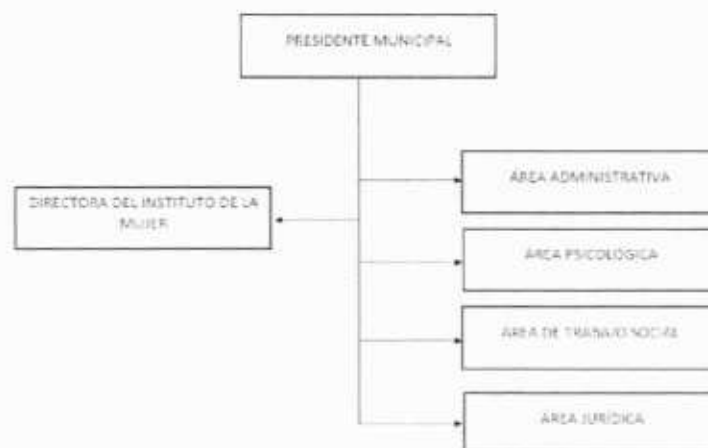 PRESIDENTE MUNICIPAL
ÁREA ADMINISTRATIVA
DIRECTORA DEL INSTITUTO DE LA
MUJER
ÁREA PSICOLÓGICA
ÁREA DE TRABAJO SOCIAL
ÁREA JURÍDICA